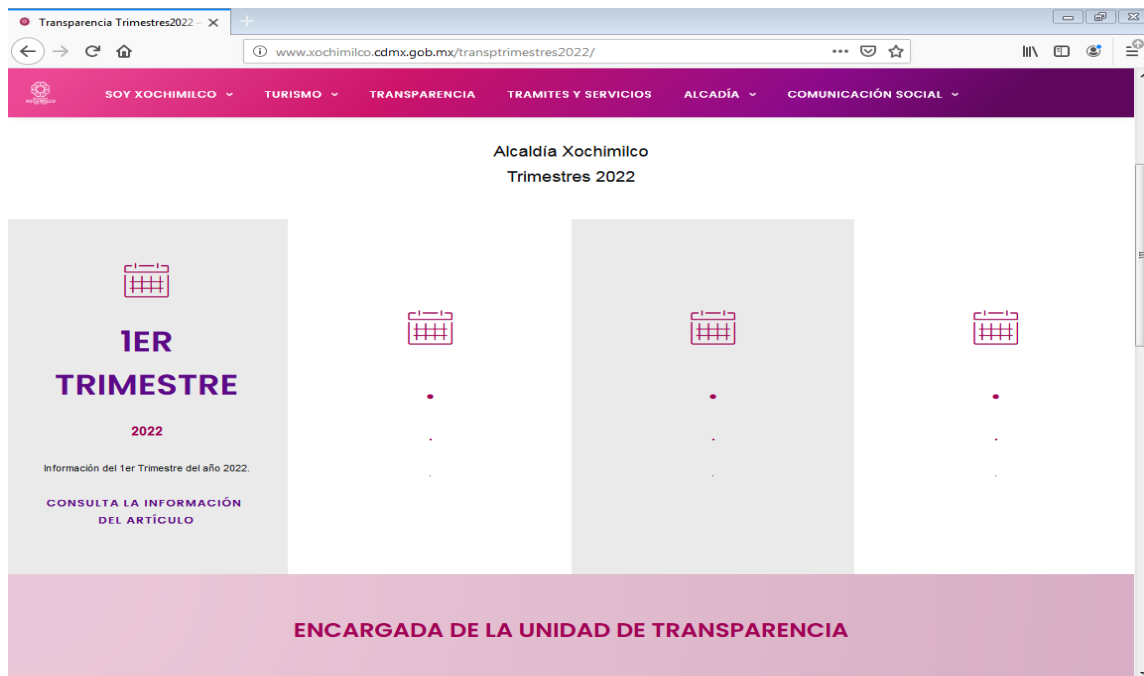 Transparencia Trimestres2022 –
www.xochimilco.cdmx.gob.mx/transptrimestres2022/
SOY XOCHIMILCO TURISMO TRANSPARENCIA TRAMITES Y SERVICIOS ALCADÍA COMUNICACIÓN SOCIAL
Alcaldía Xochimilco
Trimestres 2022
1ER
TRIMESTRE
2022
Información del 1er Trimestre del año 2022.
CONSULTA LA INFORMACIÓN
DEL ARTÍCULO
ENCARGADA DE LA UNIDAD DE TRANSPARENCIA